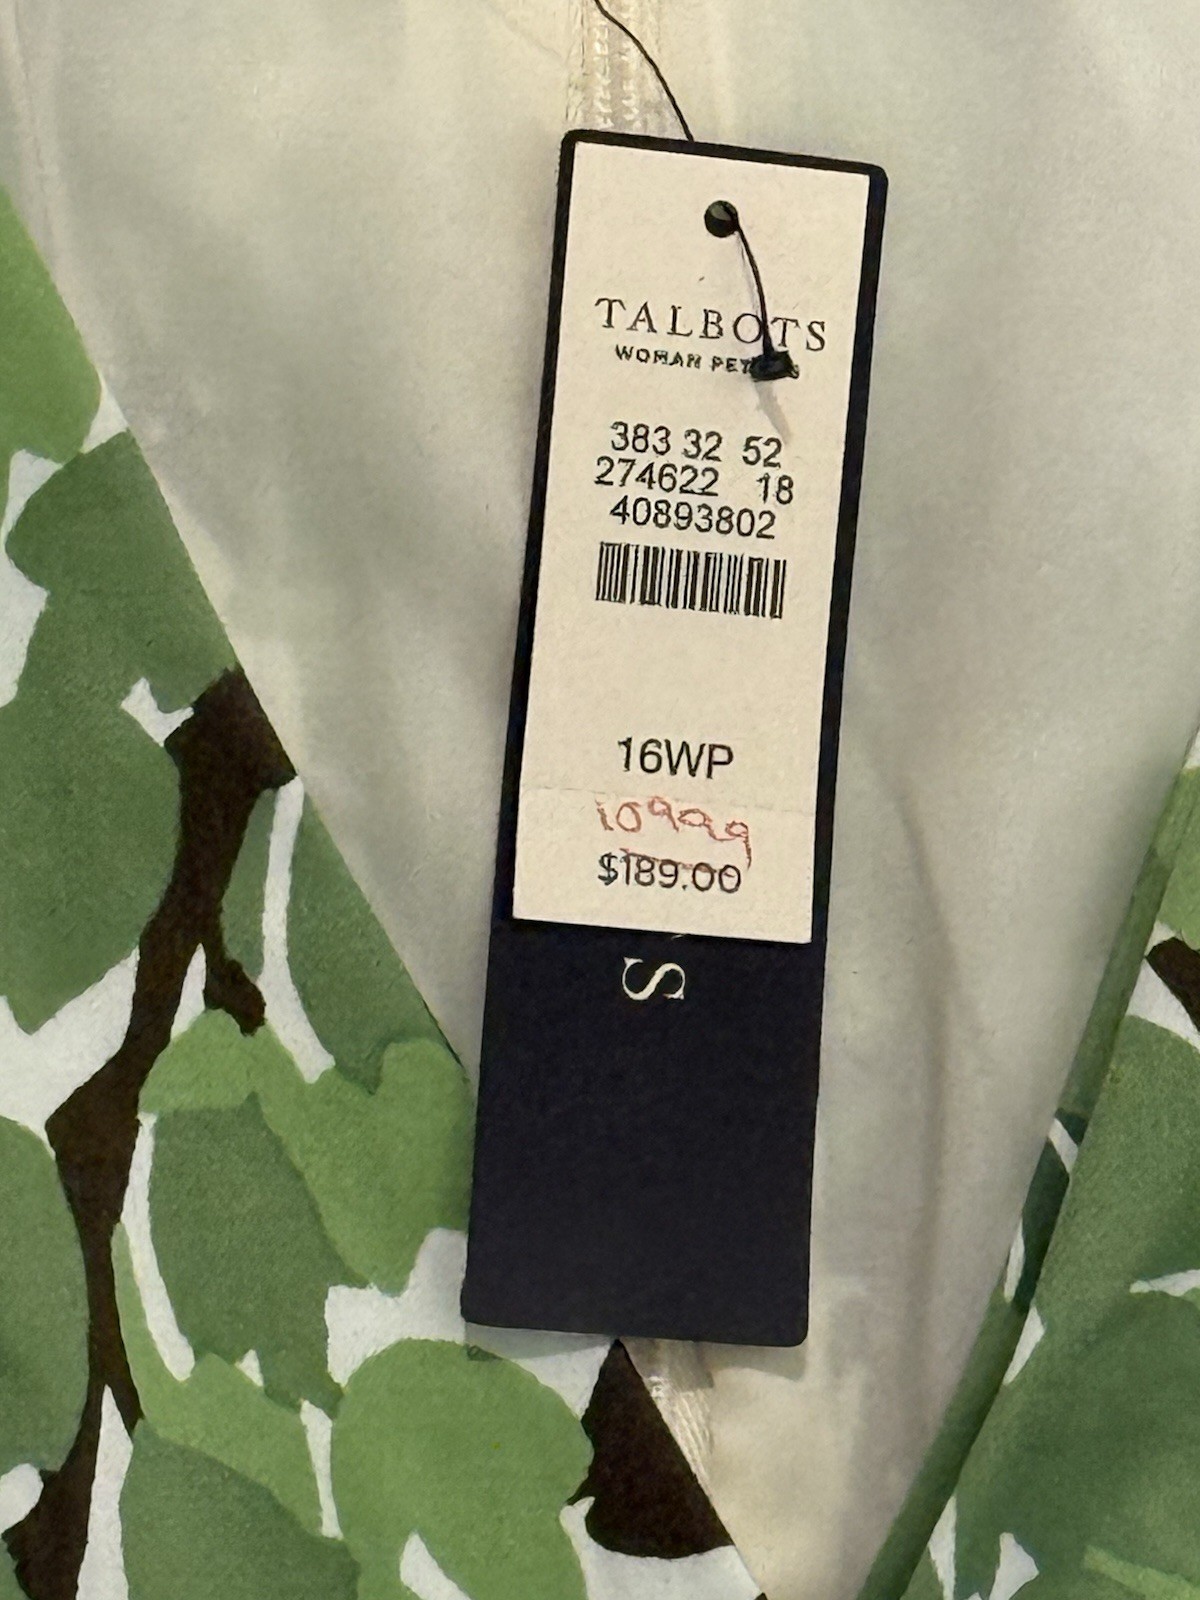 TALBOTS
WOMAN
383 32 52
274622 18
40893802
16WP
10999
$189.00
S